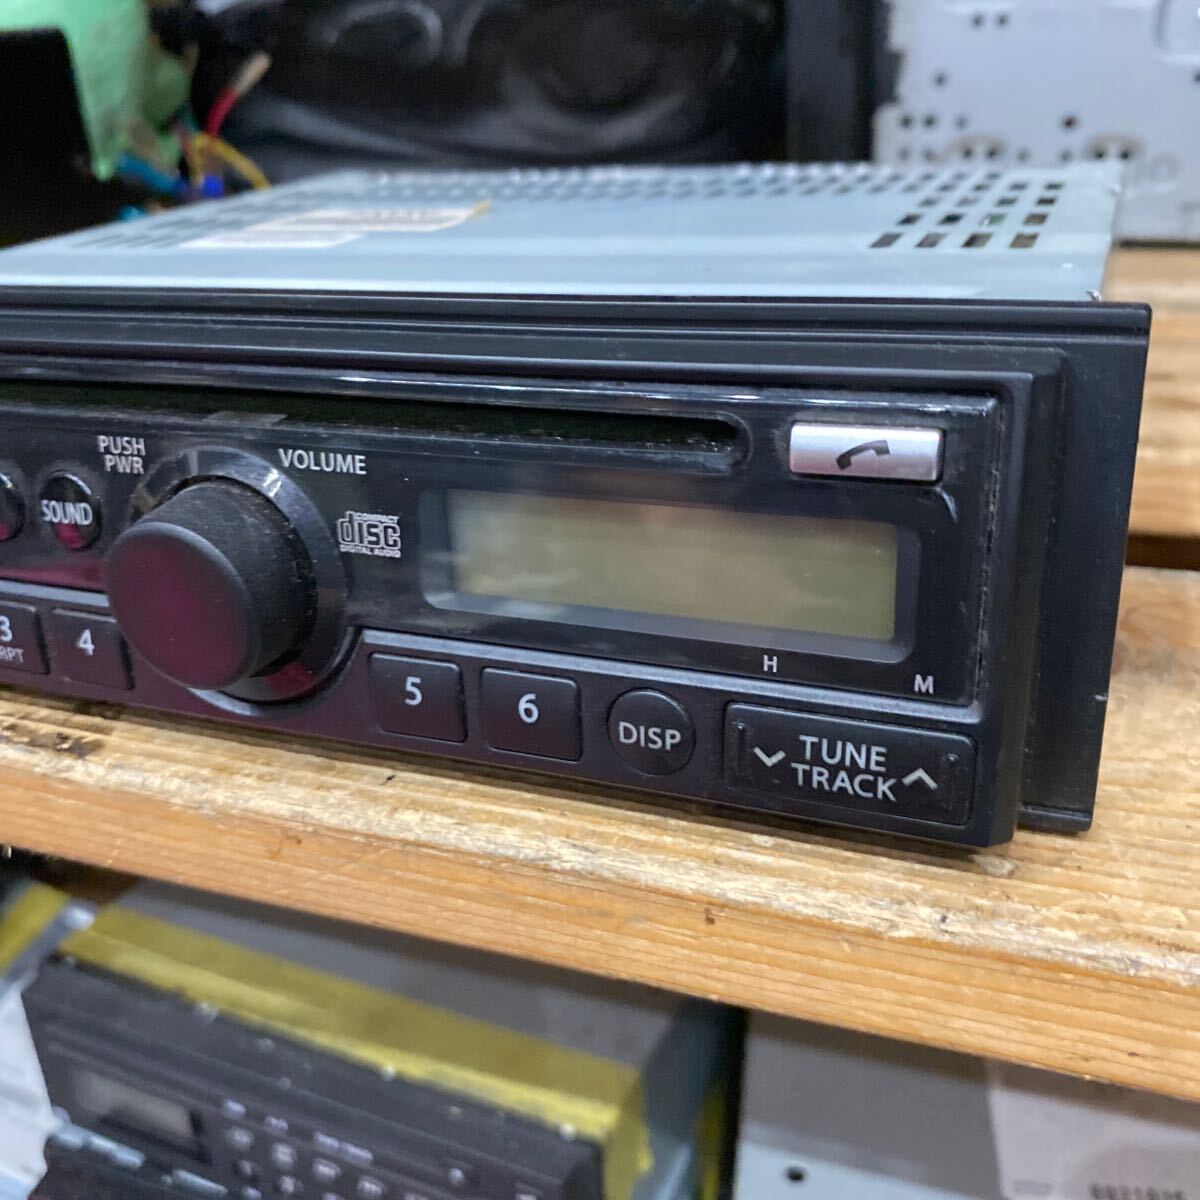 PUSH
PWR
VOLUME
SOUND
COMPACT
disc
DIGITAL AUDIO
H
M
3
RPT
4
5
6
DISP
TUNE
TRACK